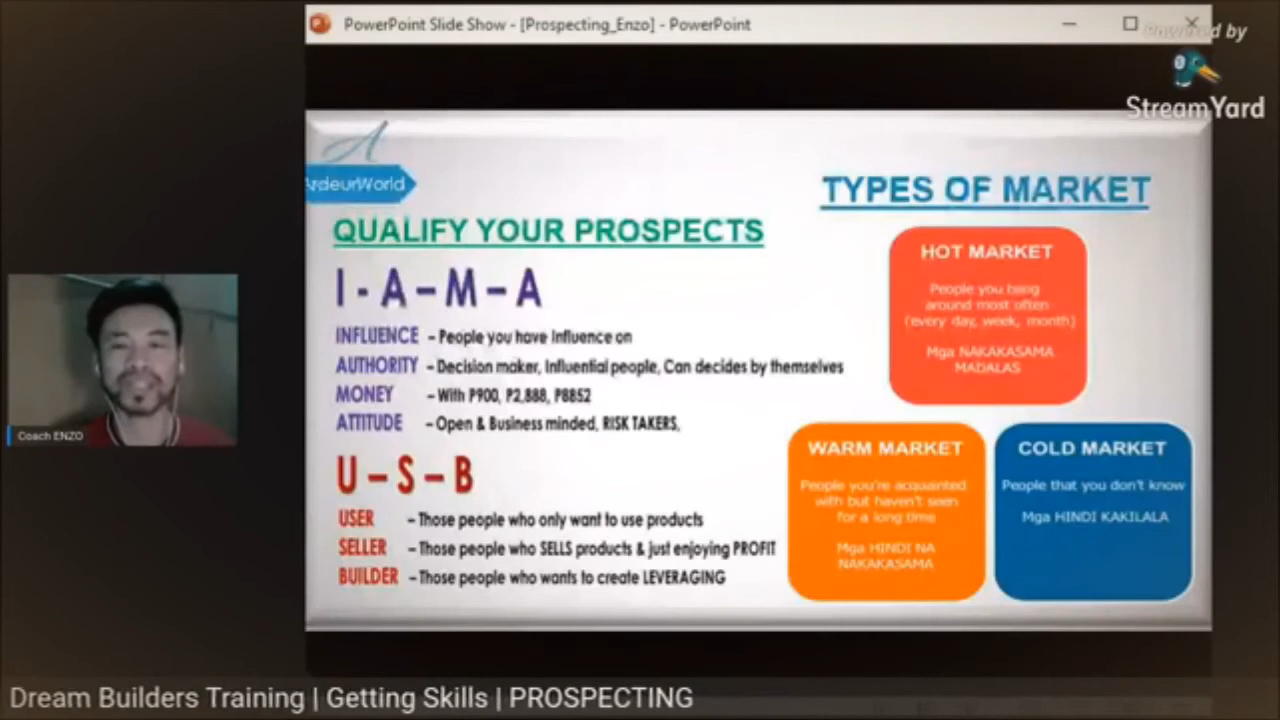 PowerPoint Slide Show - [Prospecting_Enzo] - PowerPoint
Powered by
StreamYard
A
ArdeurWorld
TYPES OF MARKET
QUALIFY YOUR PROSPECTS
I - A – M – A
INFLUENCE – People you have Influence on
AUTHORITY – Decision maker, Influential people, Can decides by themselves
MONEY – With P900, P2,888, P8852
ATTITUDE – Open & Business minded, RISK TAKERS,
U – S – B
USER – Those people who only want to use products
SELLER – Those people who SELLS products & just enjoying PROFIT
BUILDER – Those people who wants to create LEVERAGING
HOT MARKET
People you hang
around most often
(every day, week, month)
Mga NAKAKASAMA
MADALAS
WARM MARKET
People you're acquainted
with but haven't seen
for a long time
Mga HINDI NA
NAKAKASAMA
COLD MARKET
People that you don't know
Mga HINDI KAKILALA
Coach ENZO
Dream Builders Training | Getting Skills | PROSPECTING